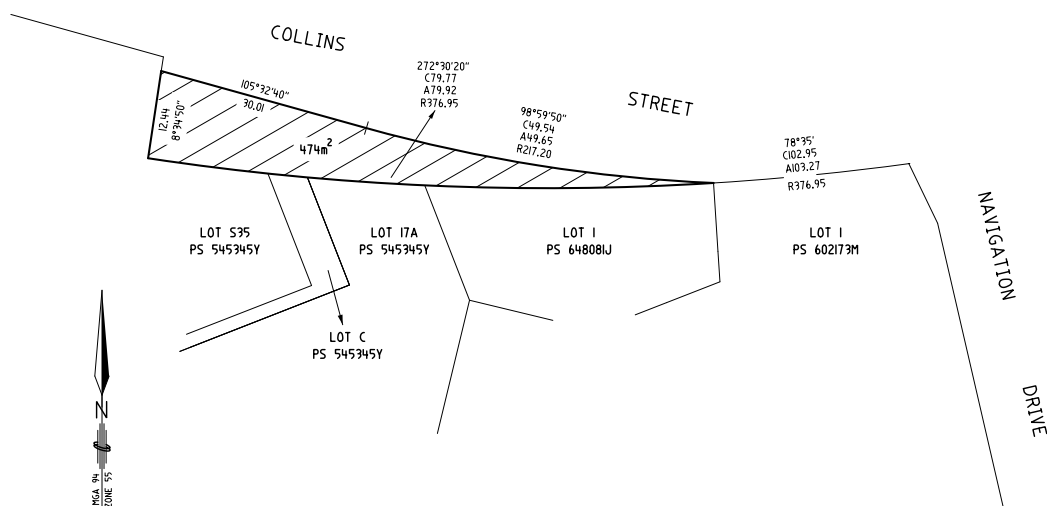 COLLINS
STREET
272°30'20"
C79.77
A79.92
R376.95
105°32'40"
30.01
98°59'50"
C49.54
A49.65
R217.20
12.44
8°34'50"
474m²
78°35'
C102.95
A103.27
R376.95
NAVIGATION
DRIVE
LOT S35
PS 545345Y
LOT 17A
PS 545345Y
LOT 1
PS 648081J
LOT 1
PS 602173M
LOT C
PS 545345Y
N
MGA 94
ZONE 55